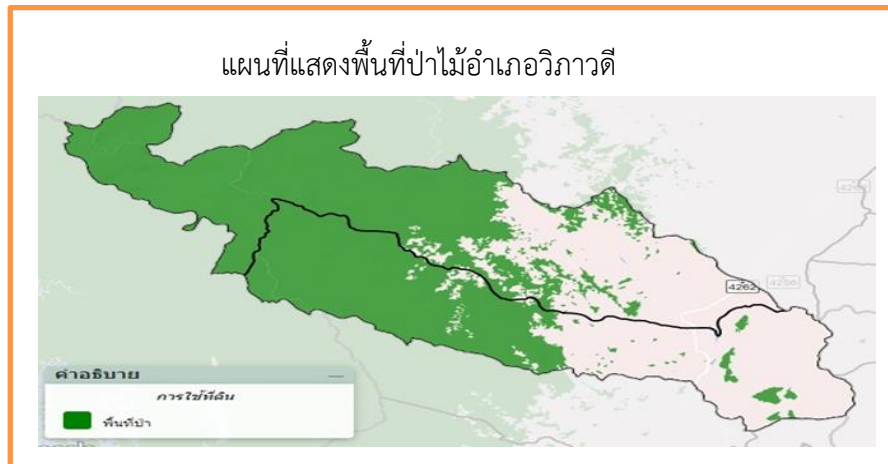 แผนที่แสดงพื้นที่ป่าไม้อำเภอวิภาวดี
4262
คำอธิบาย
การใช้ที่ดิน
พื้นที่ป่า